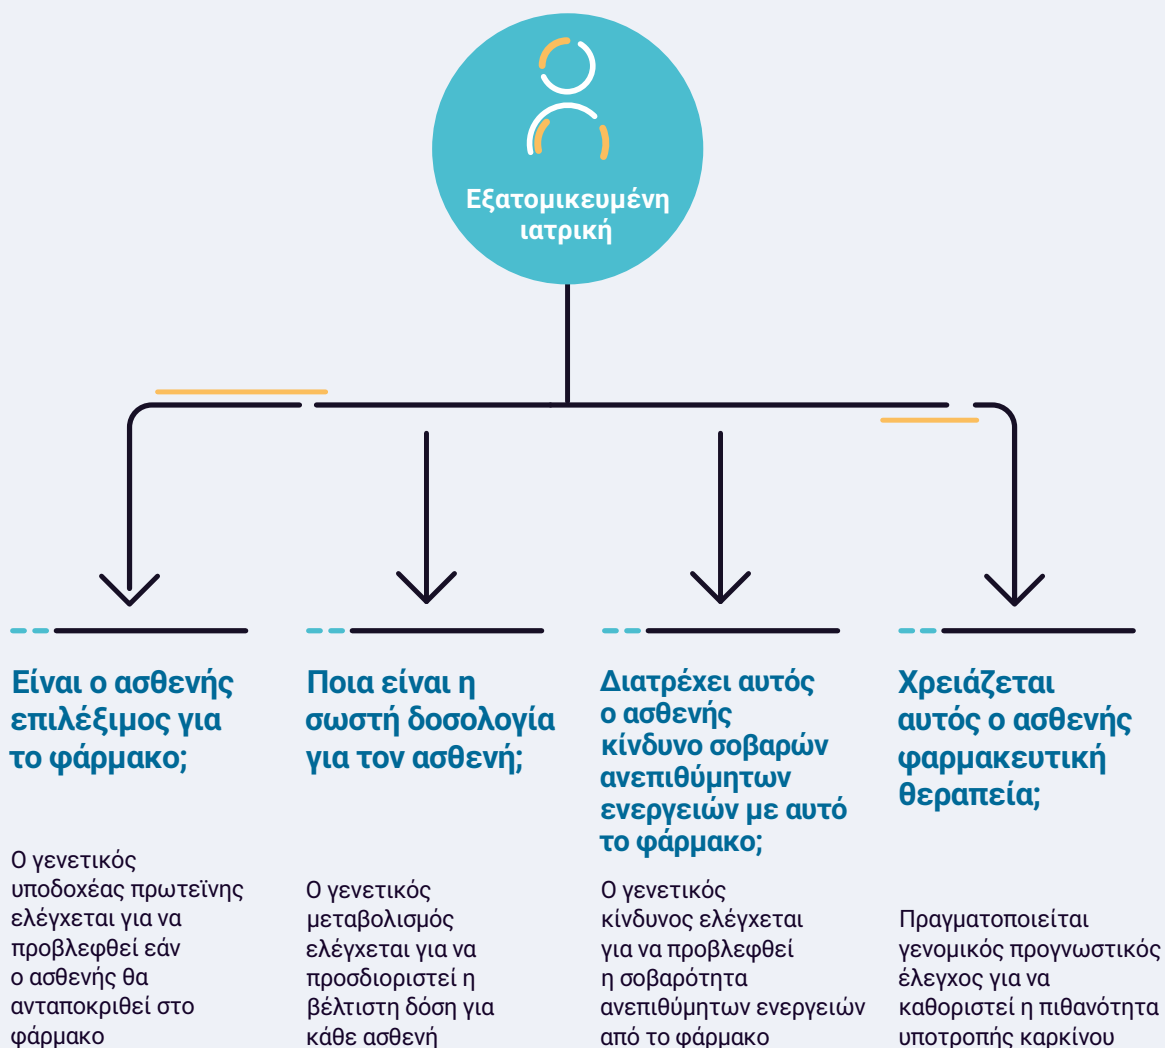 Εξατομικευμένη
ιατρική
Είναι ο ασθενής
επιλέξιμος για
το φάρμακο;
Ο γενετικός
υποδοχέας πρωτεϊνης
ελέγχεται για να
προβλεφθεί εάν
ο ασθενής θα
ανταποκριθεί στο
φάρμακο
Ποια είναι η
σωστή δοσολογία
για τον ασθενή;
Ο γενετικός
μεταβολισμός
ελέγχεται για να
προσδιοριστεί η
βέλτιστη δόση για
κάθε ασθενή
Διατρέχει αυτός
ο ασθενής
κίνδυνο σοβαρών
ανεπιθύμητων
ενεργειών με αυτό
το φάρμακο;
Ο γενετικός
κίνδυνος ελέγχεται
για να προβλεφθεί
η σοβαρότητα
ανεπιθύμητων ενεργειών
από το φάρμακο
Χρειάζεται
αυτός ο ασθενής
φαρμακευτική
θεραπεία;
Πραγματοποιείται
γενομικός προγνωστικός
έλεγχος για να
καθοριστεί η πιθανότητα
υποτροπής καρκίνου